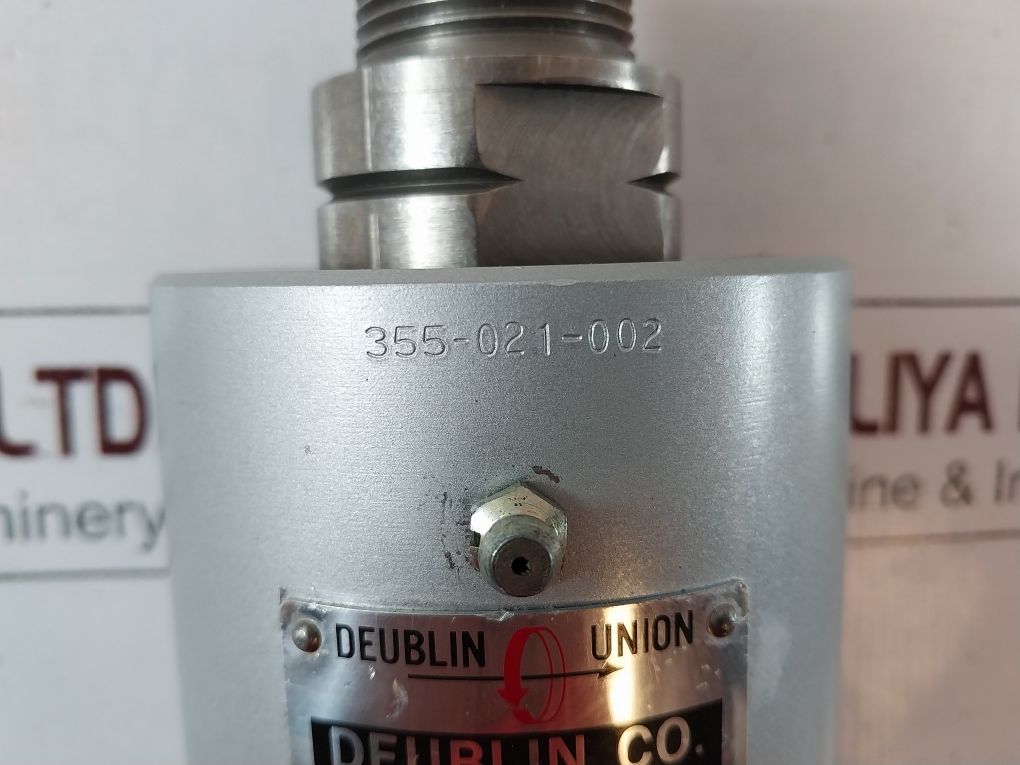 355-021-002
LTD
LIYA
hinery
ine & In
DEUBLIN UNION
DEUBLIN CO.